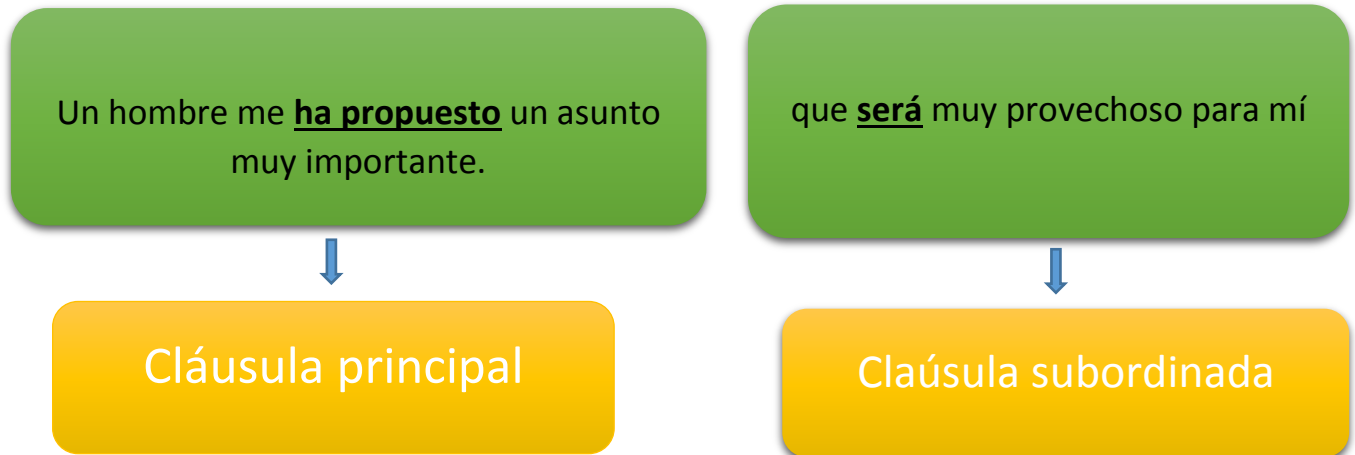 Un hombre me ha propuesto un asunto
muy importante.
que será muy provechoso para mí
Cláusula principal
Claúsula subordinada